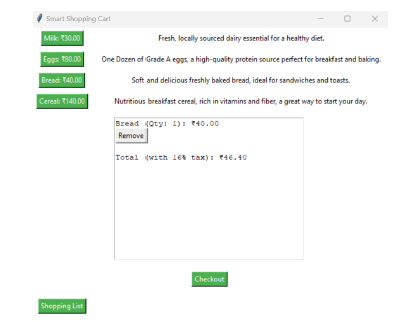 Smart Shopping Cart
Milk: ₹30.00 Fresh, locally sourced dairy essential for a healthy diet.
Eggs: ₹80.00 One Dozen of Grade A eggs, a high-quality protein source perfect for breakfast and baking.
Bread: ₹40.00 Soft and delicious freshly baked bread, ideal for sandwiches and toasts.
Cereal: ₹140.00 Nutritious breakfast cereal, rich in vitamins and fiber, a great way to start your day.
Bread (Qty: 1): ₹40.00
Remove
Total (with 16% tax): ₹46.40
Checkout
Shopping List